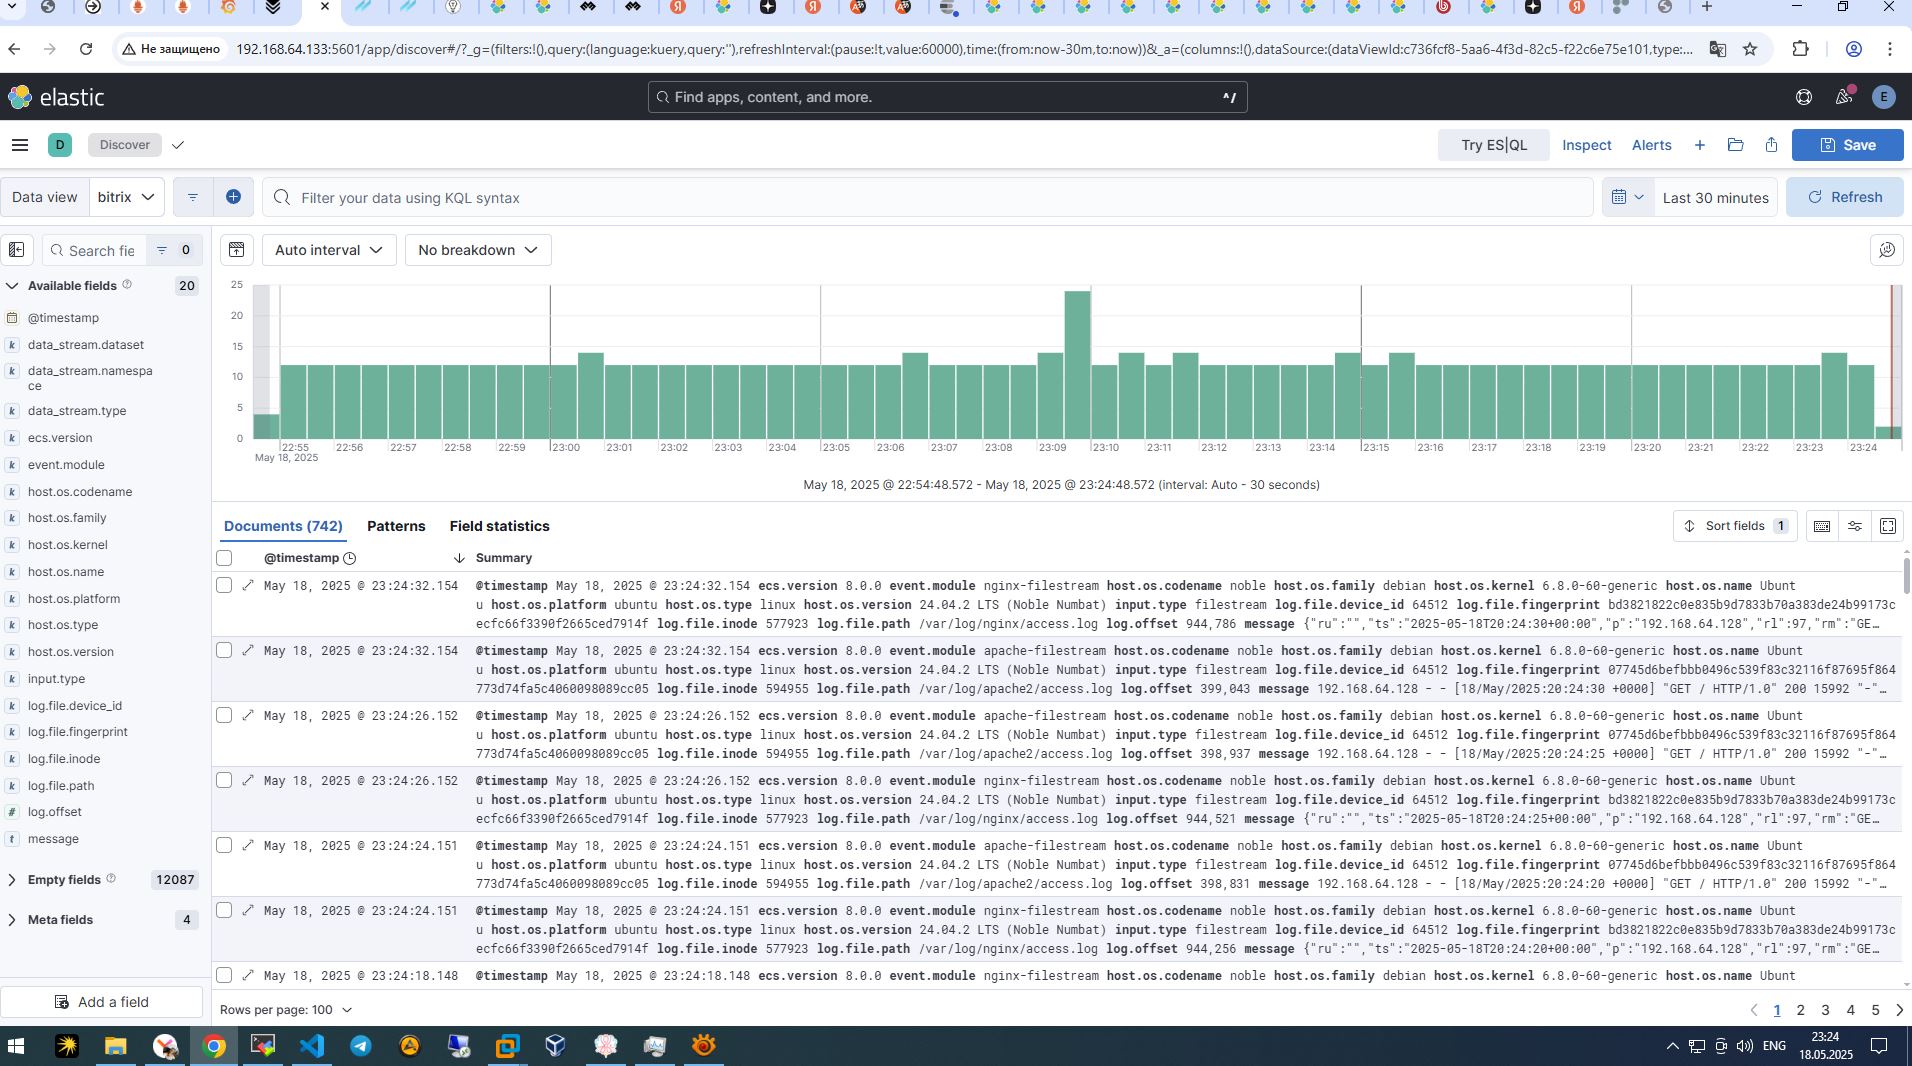 Не защищено
192.168.64.133:5601/app/discover#/?_g=(filters:!(),query:(language:kuery,query:''),refreshInterval:(pause:!t,value:60000),time:(from:now-30m,to:now))&_a=(columns:!(),dataSource:(dataViewId:c736fcf8-5aa6-4f3d-82c5-f22c6e75e101,type:...
elastic
Find apps, content, and more.
^/
E
D
Discover
Try ES|QL
Inspect
Alerts
Save
Data view
bitrix
Filter your data using KQL syntax
Last 30 minutes
Refresh
Search fie
0
Auto interval
No breakdown
Available fields
20
@timestamp
data_stream.dataset
data_stream.namespa
ce
data_stream.type
ecs.version
event.module
host.os.codename
host.os.family
host.os.kernel
host.os.name
host.os.platform
host.os.type
host.os.version
input.type
log.file.device_id
log.file.fingerprint
log.file.inode
log.file.path
log.offset
message
Empty fields
12087
Meta fields
4
Add a field
25
20
15
10
5
0
22:55 22:56 22:57 22:58 22:59 23:00 23:01 23:02 23:03 23:04 23:05 23:06 23:07 23:08 23:09 23:10 23:11 23:12 23:13 23:14 23:15 23:16 23:17 23:18 23:19 23:20 23:21 23:22 23:23 23:24
May 18, 2025
May 18, 2025 @ 22:54:48.572 - May 18, 2025 @ 23:24:48.572 (interval: Auto - 30 seconds)
Documents (742)
Patterns
Field statistics
Sort fields 1
@timestamp
Summary
May 18, 2025 @ 23:24:32.154 @timestamp May 18, 2025 @ 23:24:32.154 ecs.version 8.0.0 event.module nginx-filestream host.os.codename noble host.os.family debian host.os.kernel 6.8.0-60-generic host.os.name Ubunt
u host.os.platform ubuntu host.os.type linux host.os.version 24.04.2 LTS (Noble Numbat) input.type filestream log.file.device_id 64512 log.file.fingerprint bd3821822c0e835b9d7833b70a383de24b99173c
ecfc66f3390f2665ced7914f log.file.inode 577923 log.file.path /var/log/nginx/access.log log.offset 944,786 message {"ru":"","ts":"2025-05-18T20:24:30+00:00","p":"192.168.64.128","rl":97,"rm":"GE…
May 18, 2025 @ 23:24:32.154 @timestamp May 18, 2025 @ 23:24:32.154 ecs.version 8.0.0 event.module apache-filestream host.os.codename noble host.os.family debian host.os.kernel 6.8.0-60-generic host.os.name Ubunt
u host.os.platform ubuntu host.os.type linux host.os.version 24.04.2 LTS (Noble Numbat) input.type filestream log.file.device_id 64512 log.file.fingerprint 07745d6befbbb0496c539f83c32116f87695f864
773d74fa5c4060098089cc05 log.file.inode 594955 log.file.path /var/log/apache2/access.log log.offset 399,043 message 192.168.64.128 - - [18/May/2025:20:24:30 +0000] "GET / HTTP/1.0" 200 15992 "-"…
May 18, 2025 @ 23:24:26.152 @timestamp May 18, 2025 @ 23:24:26.152 ecs.version 8.0.0 event.module apache-filestream host.os.codename noble host.os.family debian host.os.kernel 6.8.0-60-generic host.os.name Ubunt
u host.os.platform ubuntu host.os.type linux host.os.version 24.04.2 LTS (Noble Numbat) input.type filestream log.file.device_id 64512 log.file.fingerprint 07745d6befbbb0496c539f83c32116f87695f864
773d74fa5c4060098089cc05 log.file.inode 594955 log.file.path /var/log/apache2/access.log log.offset 398,937 message 192.168.64.128 - - [18/May/2025:20:24:25 +0000] "GET / HTTP/1.0" 200 15992 "-"…
May 18, 2025 @ 23:24:26.152 @timestamp May 18, 2025 @ 23:24:26.152 ecs.version 8.0.0 event.module nginx-filestream host.os.codename noble host.os.family debian host.os.kernel 6.8.0-60-generic host.os.name Ubunt
u host.os.platform ubuntu host.os.type linux host.os.version 24.04.2 LTS (Noble Numbat) input.type filestream log.file.device_id 64512 log.file.fingerprint bd3821822c0e835b9d7833b70a383de24b99173c
ecfc66f3390f2665ced7914f log.file.inode 577923 log.file.path /var/log/nginx/access.log log.offset 944,521 message {"ru":"","ts":"2025-05-18T20:24:25+00:00","p":"192.168.64.128","rl":97,"rm":"GE…
May 18, 2025 @ 23:24:24.151 @timestamp May 18, 2025 @ 23:24:24.151 ecs.version 8.0.0 event.module apache-filestream host.os.codename noble host.os.family debian host.os.kernel 6.8.0-60-generic host.os.name Ubunt
u host.os.platform ubuntu host.os.type linux host.os.version 24.04.2 LTS (Noble Numbat) input.type filestream log.file.device_id 64512 log.file.fingerprint 07745d6befbbb0496c539f83c32116f87695f864
773d74fa5c4060098089cc05 log.file.inode 594955 log.file.path /var/log/apache2/access.log log.offset 398,831 message 192.168.64.128 - - [18/May/2025:20:24:20 +0000] "GET / HTTP/1.0" 200 15992 "-"…
May 18, 2025 @ 23:24:24.151 @timestamp May 18, 2025 @ 23:24:24.151 ecs.version 8.0.0 event.module nginx-filestream host.os.codename noble host.os.family debian host.os.kernel 6.8.0-60-generic host.os.name Ubunt
u host.os.platform ubuntu host.os.type linux host.os.version 24.04.2 LTS (Noble Numbat) input.type filestream log.file.device_id 64512 log.file.fingerprint bd3821822c0e835b9d7833b70a383de24b99173c
ecfc66f3390f2665ced7914f log.file.inode 577923 log.file.path /var/log/nginx/access.log log.offset 944,256 message {"ru":"","ts":"2025-05-18T20:24:20+00:00","p":"192.168.64.128","rl":97,"rm":"GE…
May 18, 2025 @ 23:24:18.148 @timestamp May 18, 2025 @ 23:24:18.148 ecs.version 8.0.0 event.module nginx-filestream host.os.codename noble host.os.family debian host.os.kernel 6.8.0-60-generic host.os.name Ubunt
Rows per page: 100
1 2 3 4 5
ENG
23:24
18.05.2025